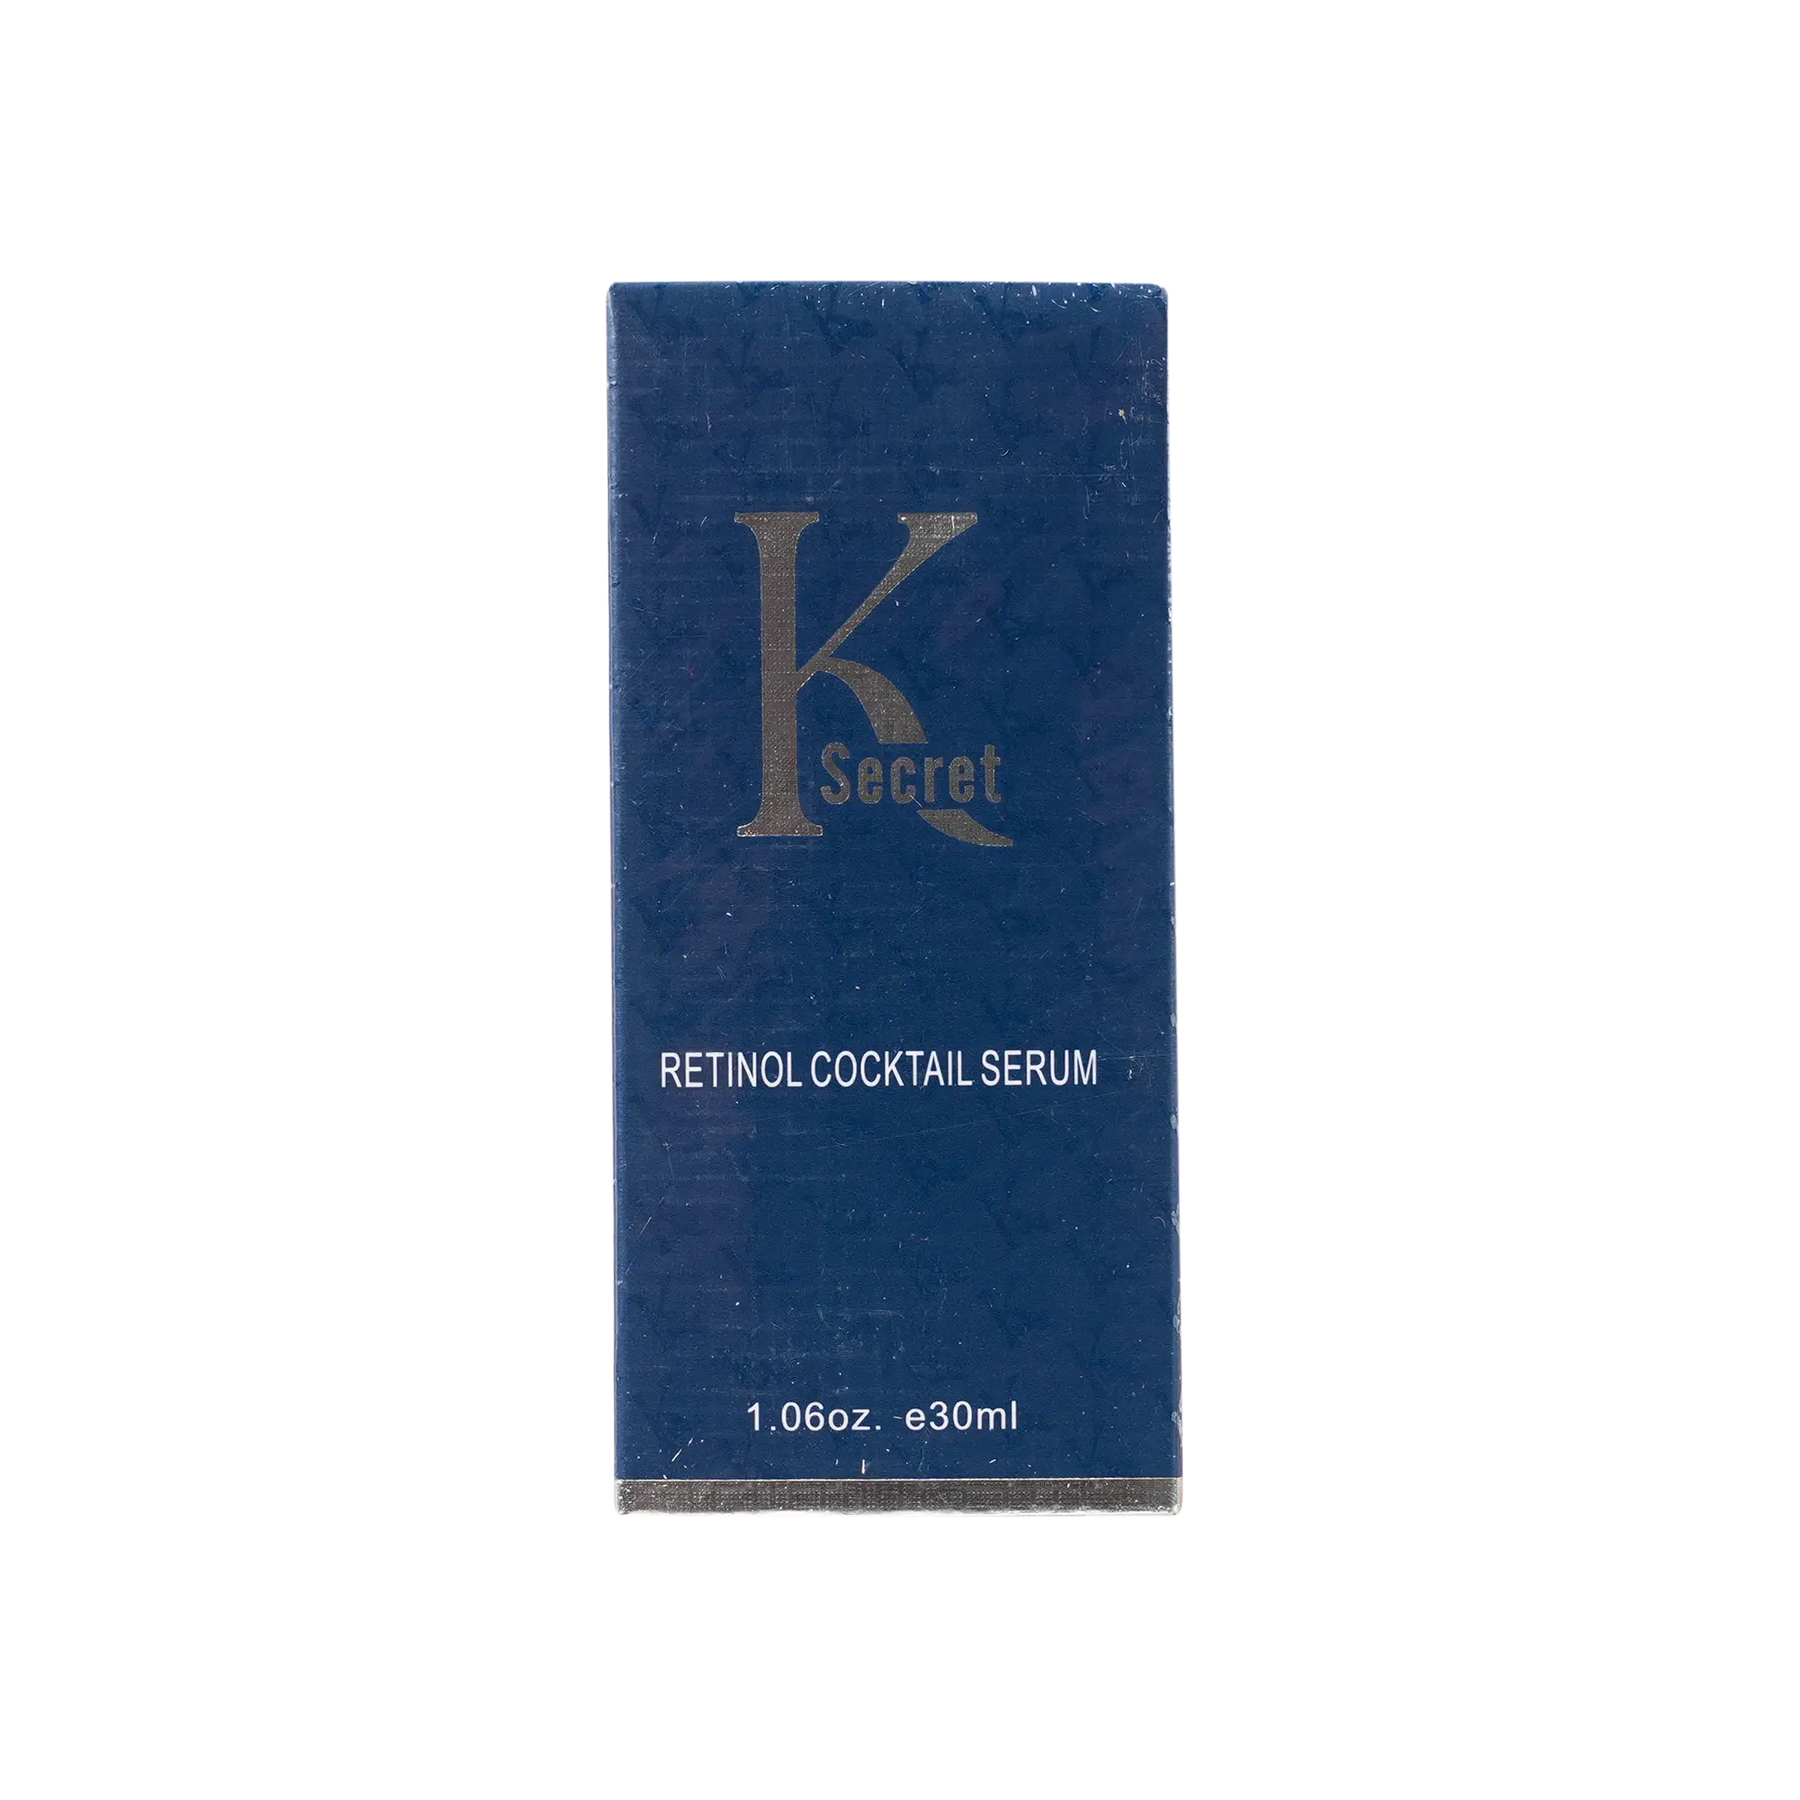 K
Secret
RETINOL COCKTAIL SERUM
1.06oz. e30ml